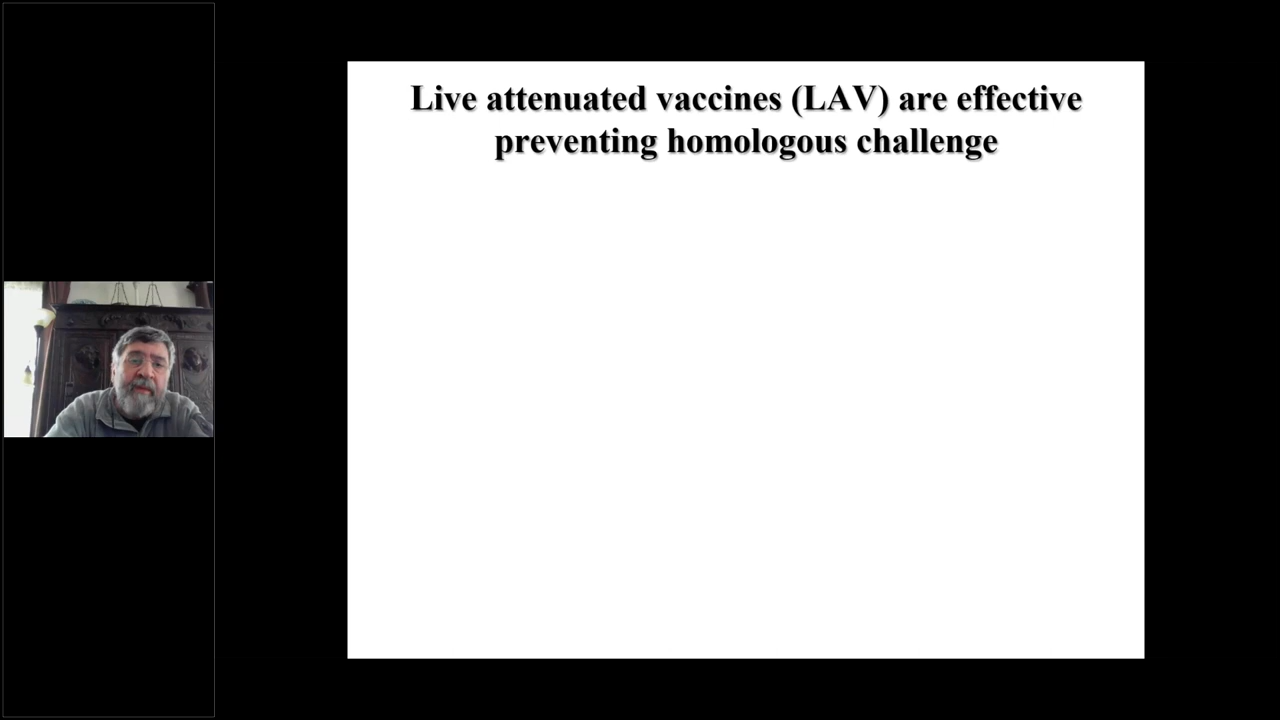 Live attenuated vaccines (LAV) are effective
preventing homologous challenge